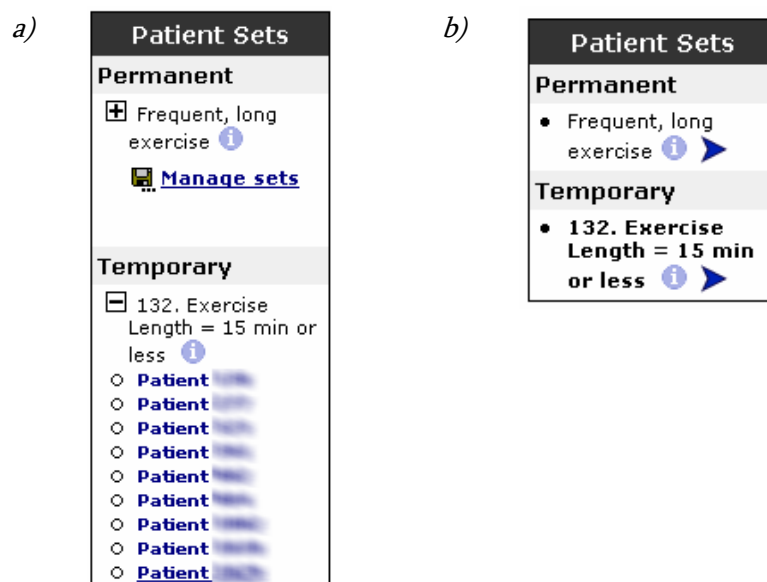 a)
Patient Sets
Permanent
Frequent, long
exercise
Manage sets
Temporary
132. Exercise
Length = 15 min or
less
Patient
Patient
Patient
Patient
Patient
Patient
Patient
Patient
Patient
b)
Patient Sets
Permanent
Frequent, long
exercise
Temporary
132. Exercise
Length = 15 min
or less